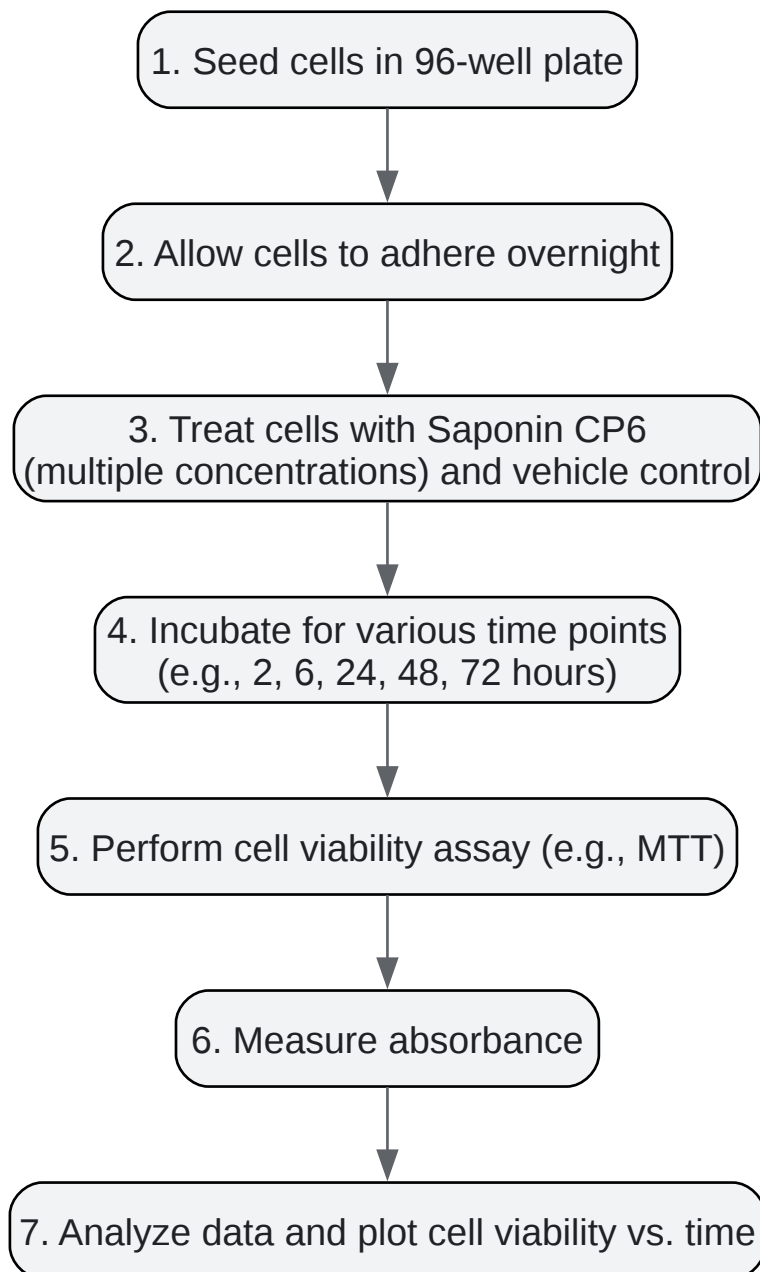 1. Seed cells in 96-well plate
2. Allow cells to adhere overnight
3. Treat cells with Saponin CP6
(multiple concentrations) and vehicle control
4. Incubate for various time points
(e.g., 2, 6, 24, 48, 72 hours)
5. Perform cell viability assay (e.g., MTT)
6. Measure absorbance
7. Analyze data and plot cell viability vs. time